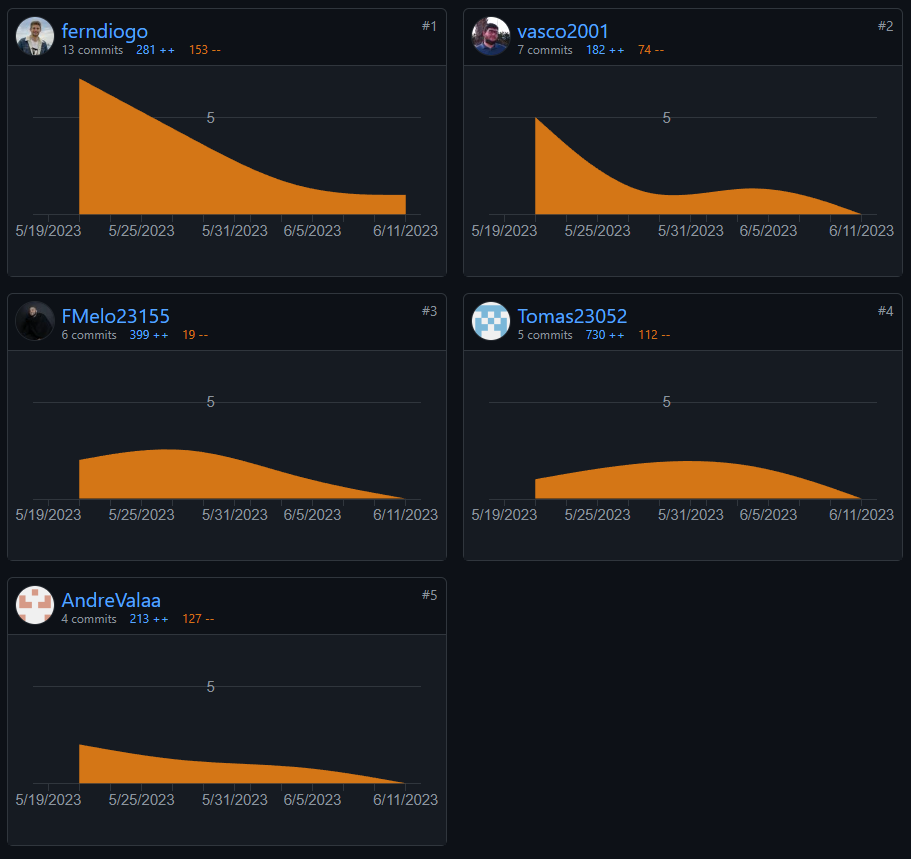 ferndiogo #1
13 commits 281 ++ 153 --
5
5/19/2023 5/25/2023 5/31/2023 6/5/2023 6/11/2023
vasco2001 #2
7 commits 182 ++ 74 --
5
5/19/2023 5/25/2023 5/31/2023 6/5/2023 6/11/2023
FMelo23155 #3
6 commits 399 ++ 19 --
5
5/19/2023 5/25/2023 5/31/2023 6/5/2023 6/11/2023
Tomas23052 #4
5 commits 730 ++ 112 --
5
5/19/2023 5/25/2023 5/31/2023 6/5/2023 6/11/2023
AndreValaa #5
4 commits 213 ++ 127 --
5
5/19/2023 5/25/2023 5/31/2023 6/5/2023 6/11/2023